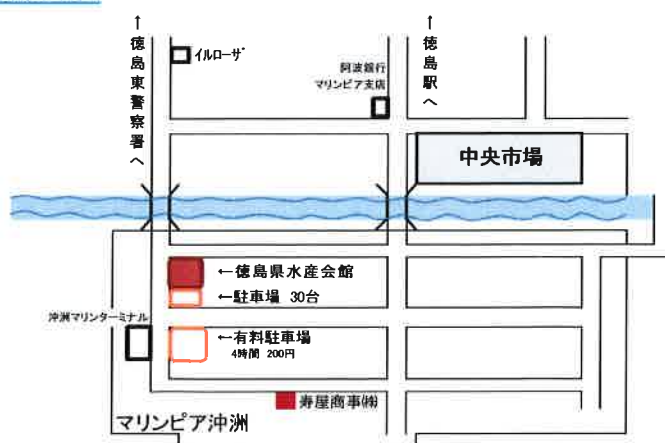 ↑徳島東警察署へ
イルローザ
阿波銀行
マリンピア支店
↑徳島駅へ
中央市場
←徳島県水産会館
←駐車場 30台
沖洲マリンターミナル
←有料駐車場
4時間 200円
寿屋商事㈱
マリンピア沖洲